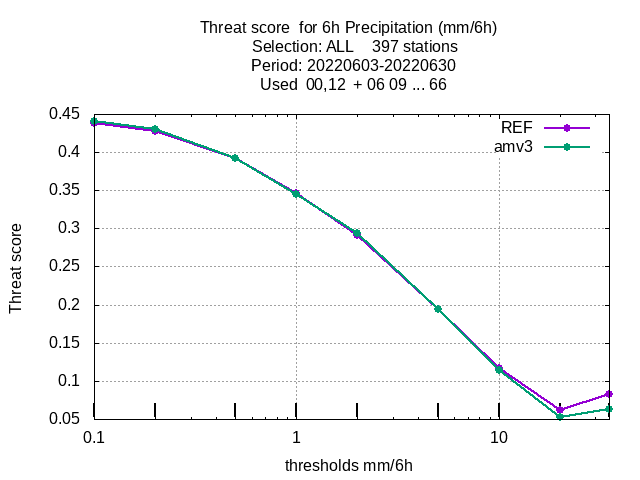 Threat score  for 6h Precipitation (mm/6h)
Selection: ALL    397 stations
Period: 20220603-20220630
Used  00,12  + 06 09 ... 66
REF
amv3
Threat score
0.45
0.4
0.35
0.3
0.25
0.2
0.15
0.1
0.05
0.1 1 10
thresholds mm/6h